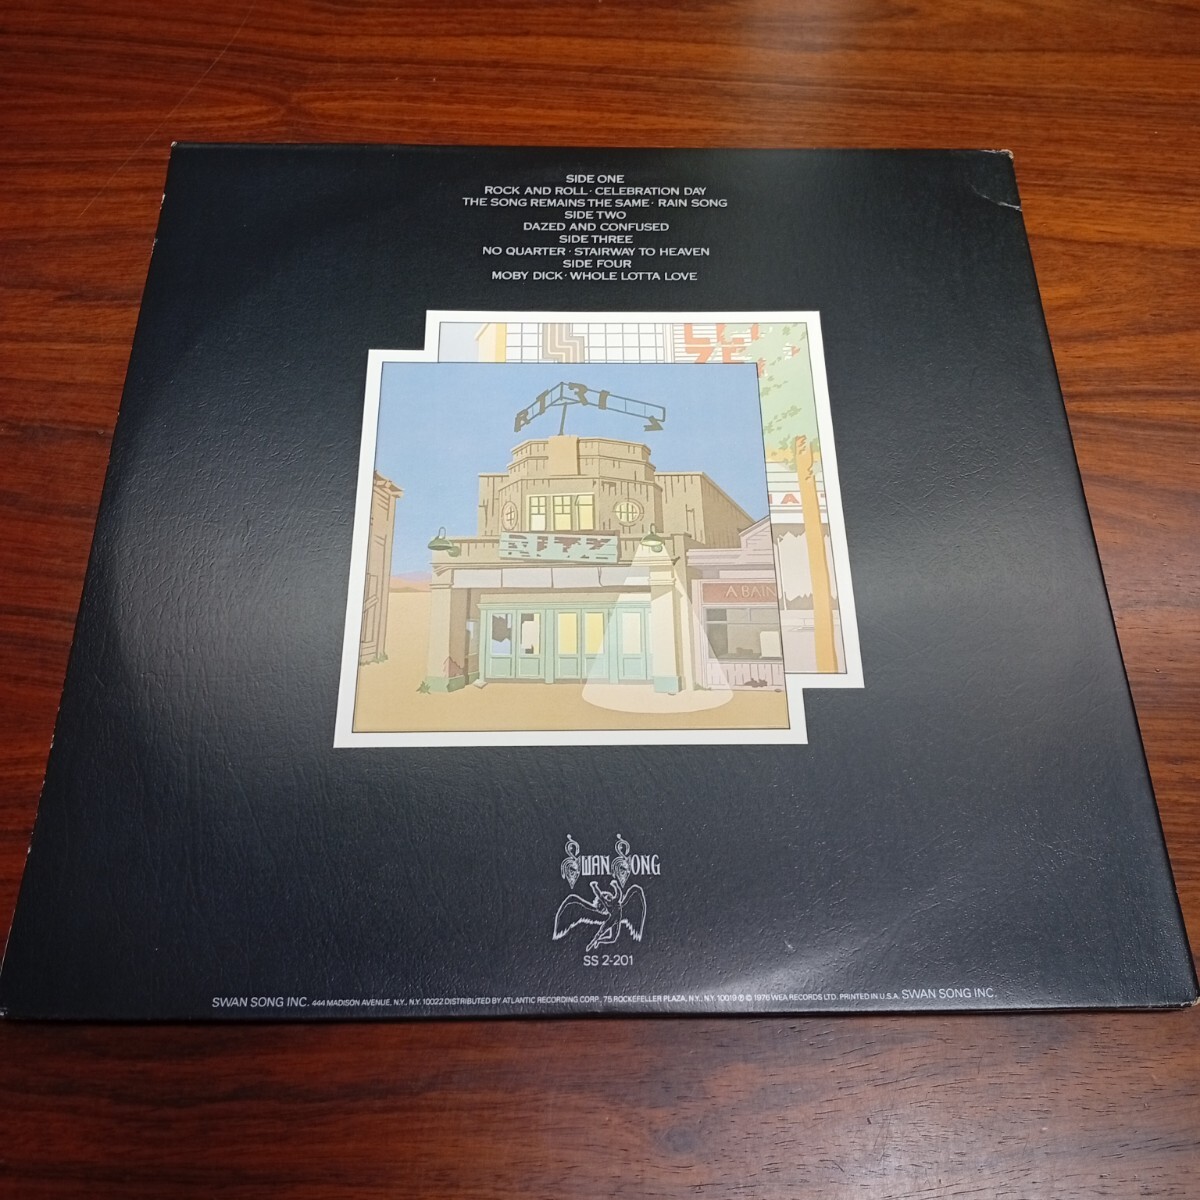 SIDE ONE
ROCK AND ROLL · CELEBRATION DAY
THE SONG REMAINS THE SAME · RAIN SONG
SIDE TWO
DAZED AND CONFUSED
SIDE THREE
NO QUARTER · STAIRWAY TO HEAVEN
SIDE FOUR
MOBY DICK · WHOLE LOTTA LOVE
RITZ
A BAIN
SWAN SONG
SS 2-201
SWAN SONG INC. 444 MADISON AVENUE, N.Y., N.Y. 10022 DISTRIBUTED BY ATLANTIC RECORDING CORP., 75 ROCKEFELLER PLAZA, N.Y., N.Y. 10019 ℗ © 1976 WEA RECORDS LTD. PRINTED IN U.S.A. SWAN SONG INC.